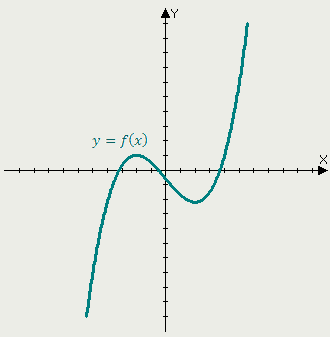 Y
y = f(x)
X